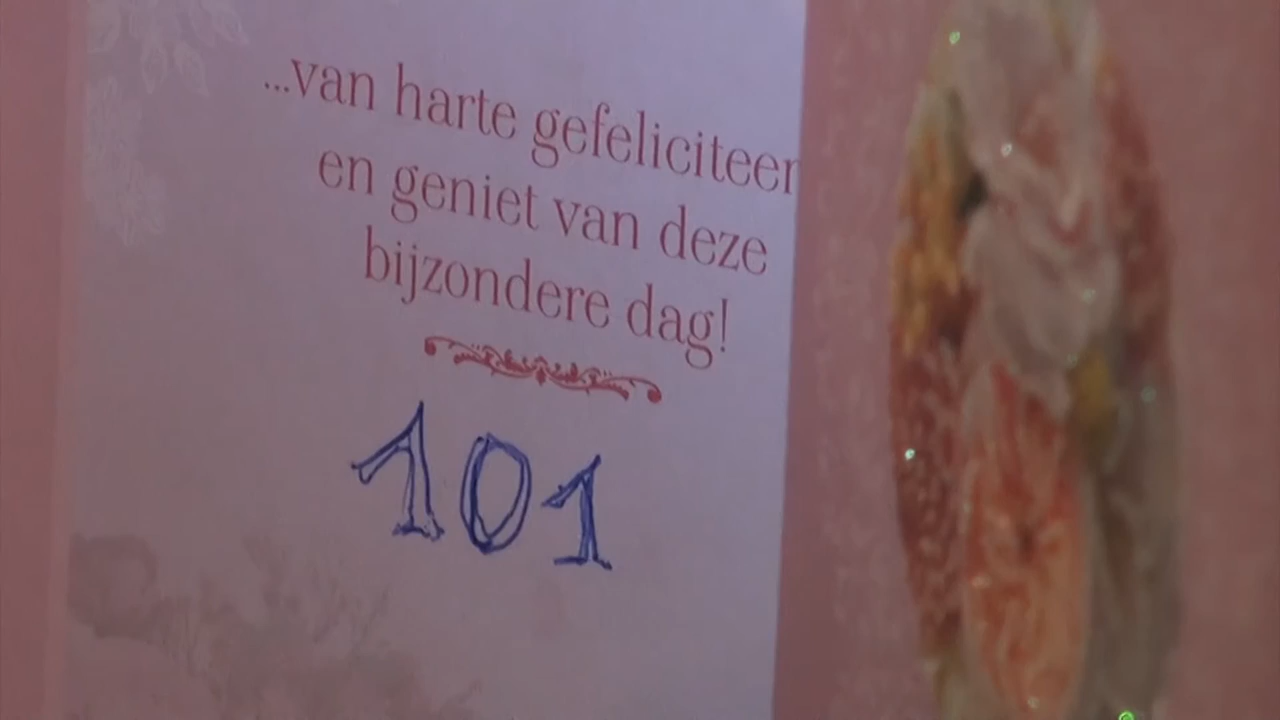 ...van harte gefeliciteer
en geniet van deze
bijzondere dag!
101